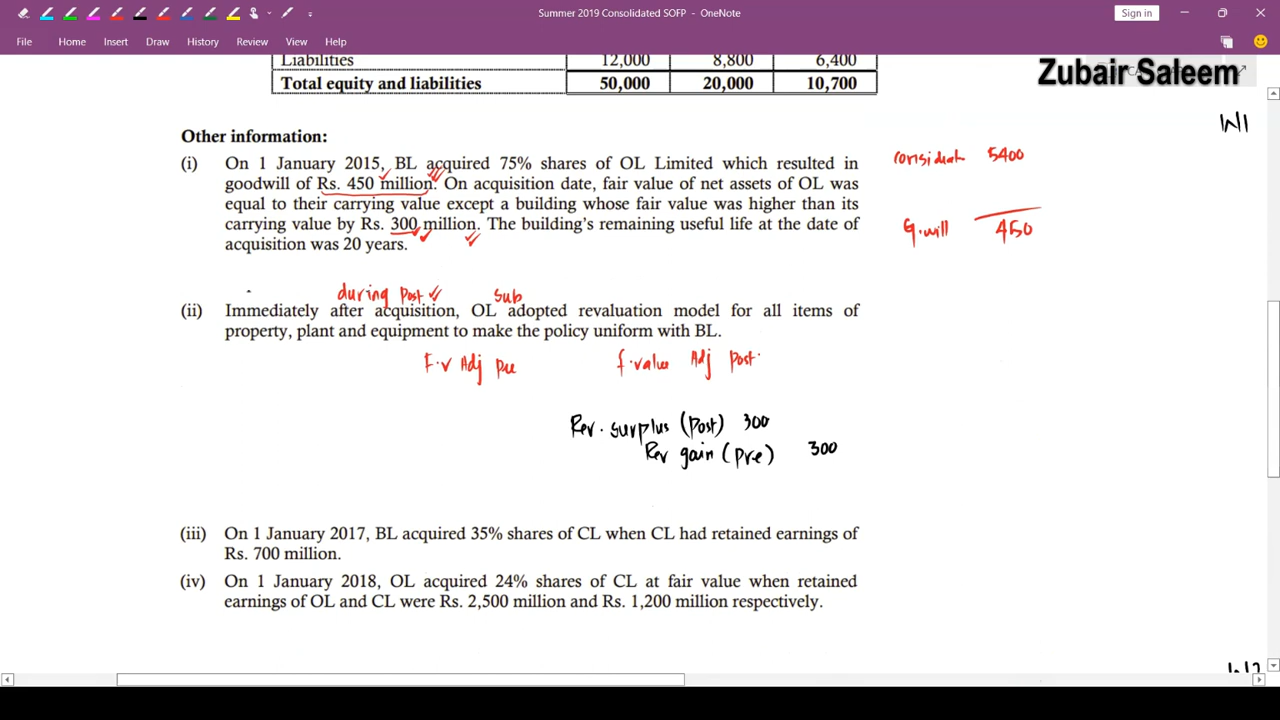 Summer 2019 Consolidated SOFP - OneNote
Sign in
File Home Insert Draw History Review View Help
Liabilities 12,000 8,800 6,400
Total equity and liabilities 50,000 20,000 10,700
Zubair Saleem
W1
Other information:
(i) On 1 January 2015, BL acquired 75% shares of OL Limited which resulted in
goodwill of Rs. 450 million. On acquisition date, fair value of net assets of OL was
equal to their carrying value except a building whose fair value was higher than its
carrying value by Rs. 300 million. The building's remaining useful life at the date of
acquisition was 20 years.
considerat 5400
G.will 450
during Post sub
(ii) Immediately after acquisition, OL adopted revaluation model for all items of
property, plant and equipment to make the policy uniform with BL.
F.v Adj pre f.value Adj post
Rev. surplus (Post) 300
Rev gain (Pre) 300
(iii) On 1 January 2017, BL acquired 35% shares of CL when CL had retained earnings of
Rs. 700 million.
(iv) On 1 January 2018, OL acquired 24% shares of CL at fair value when retained
earnings of OL and CL were Rs. 2,500 million and Rs. 1,200 million respectively.